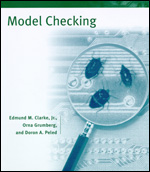 Model Checking
Edmund M. Clarke, Jr.,
Orna Grumberg,
and Doron A. Peled